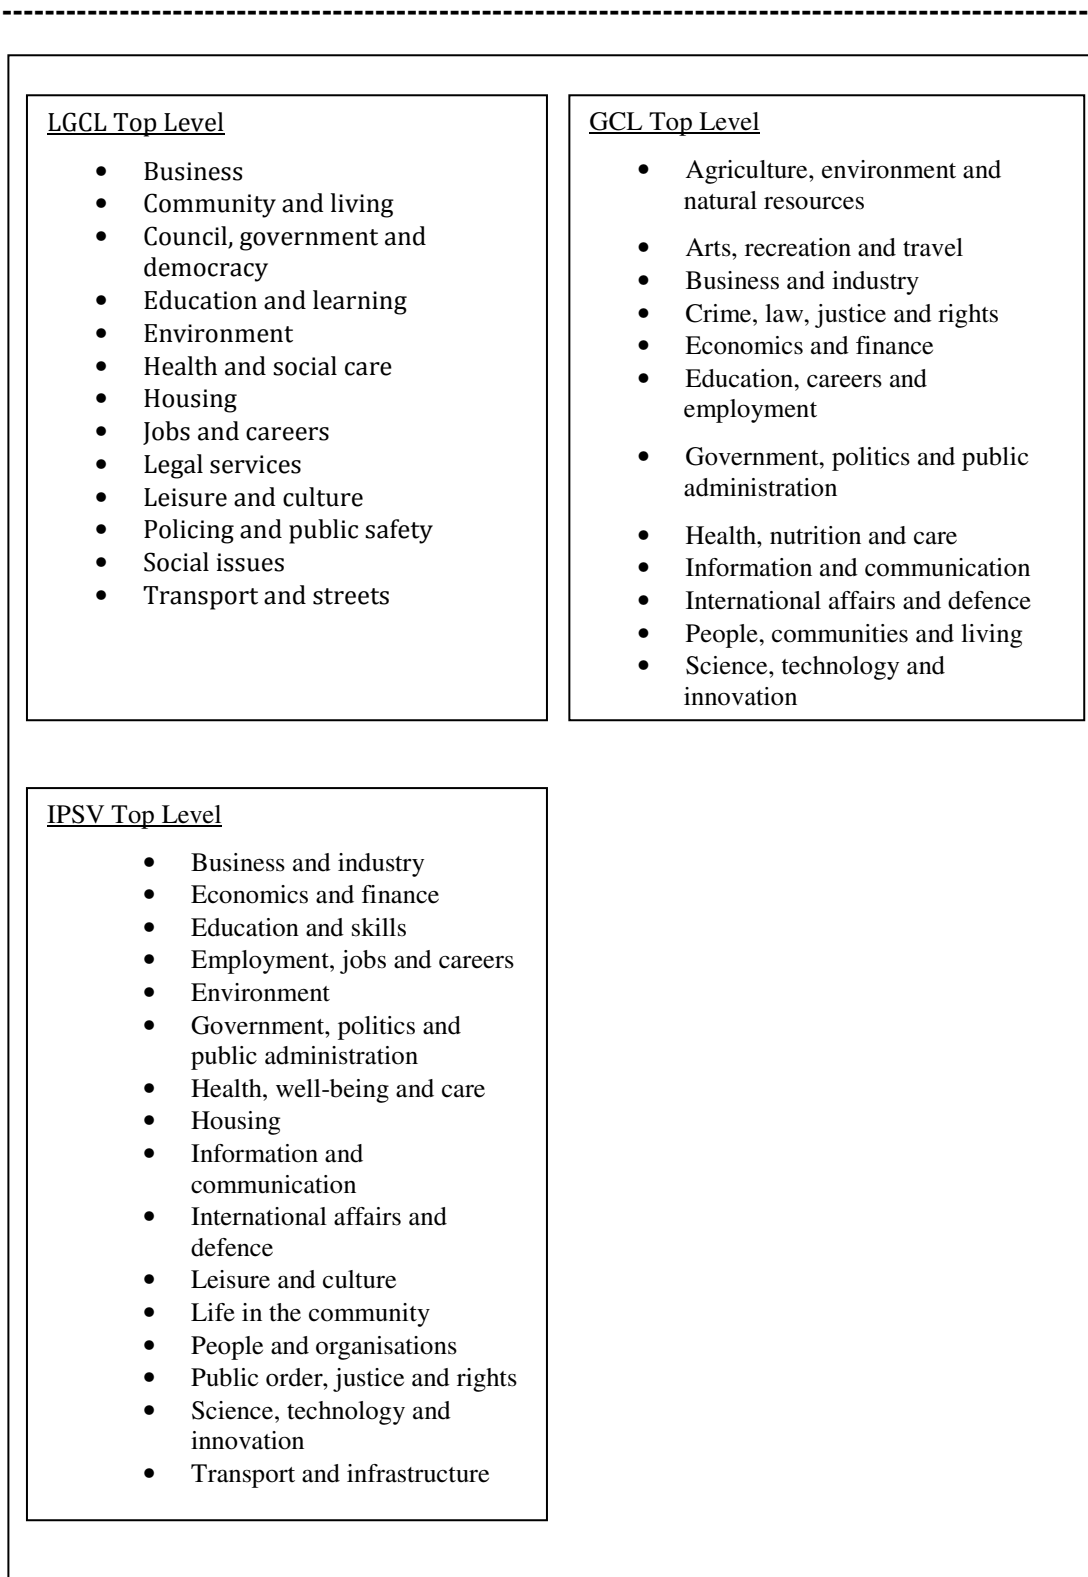 LGCL Top Level
• Business
• Community and living
• Council, government and
democracy
• Education and learning
• Environment
• Health and social care
• Housing
• Jobs and careers
• Legal services
• Leisure and culture
• Policing and public safety
• Social issues
• Transport and streets
GCL Top Level
• Agriculture, environment and
natural resources
• Arts, recreation and travel
• Business and industry
• Crime, law, justice and rights
• Economics and finance
• Education, careers and
employment
• Government, politics and public
administration
• Health, nutrition and care
• Information and communication
• International affairs and defence
• People, communities and living
• Science, technology and
innovation
IPSV Top Level
• Business and industry
• Economics and finance
• Education and skills
• Employment, jobs and careers
• Environment
• Government, politics and
public administration
• Health, well-being and care
• Housing
• Information and
communication
• International affairs and
defence
• Leisure and culture
• Life in the community
• People and organisations
• Public order, justice and rights
• Science, technology and
innovation
• Transport and infrastructure